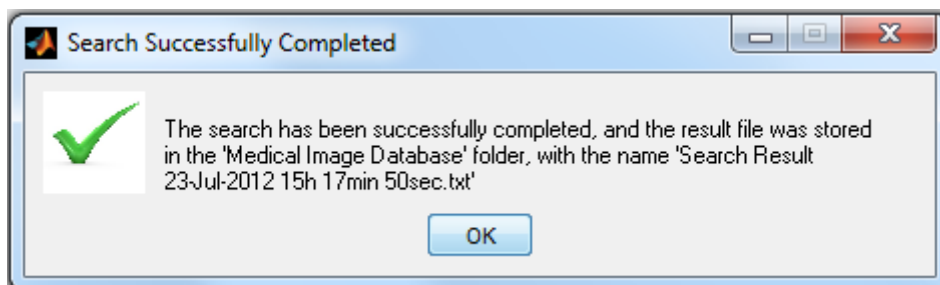 Search Successfully Completed
The search has been successfully completed, and the result file was stored
in the 'Medical Image Database' folder, with the name 'Search Result
23-Jul-2012 15h 17min 50sec.txt'
OK